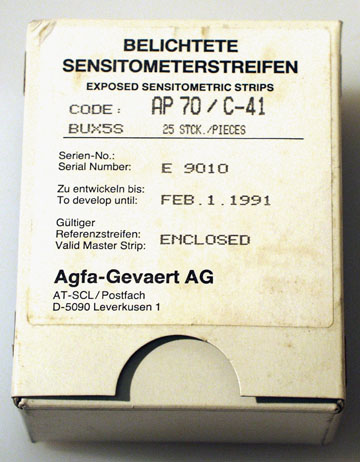 BELICHTETE
SENSITOMETERSTREIFEN
EXPOSED SENSITOMETRIC STRIPS
CODE: AP 70 / C-41
BUX5S 25 STCK./PIECES
Serien-No.:
Serial Number: E 9010
Zu entwickeln bis:
To develop until: FEB.1.1991
Gültiger
Referenzstreifen:
Valid Master Strip: ENCLOSED
Agfa-Gevaert AG
AT-SCL/Postfach
D-5090 Leverkusen 1